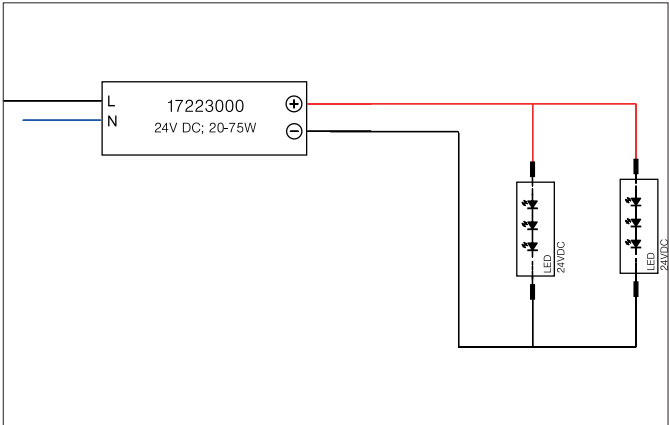 L
17223000
+
N
24V DC; 20-75W
−
LED
24VDC
LED
24VDC